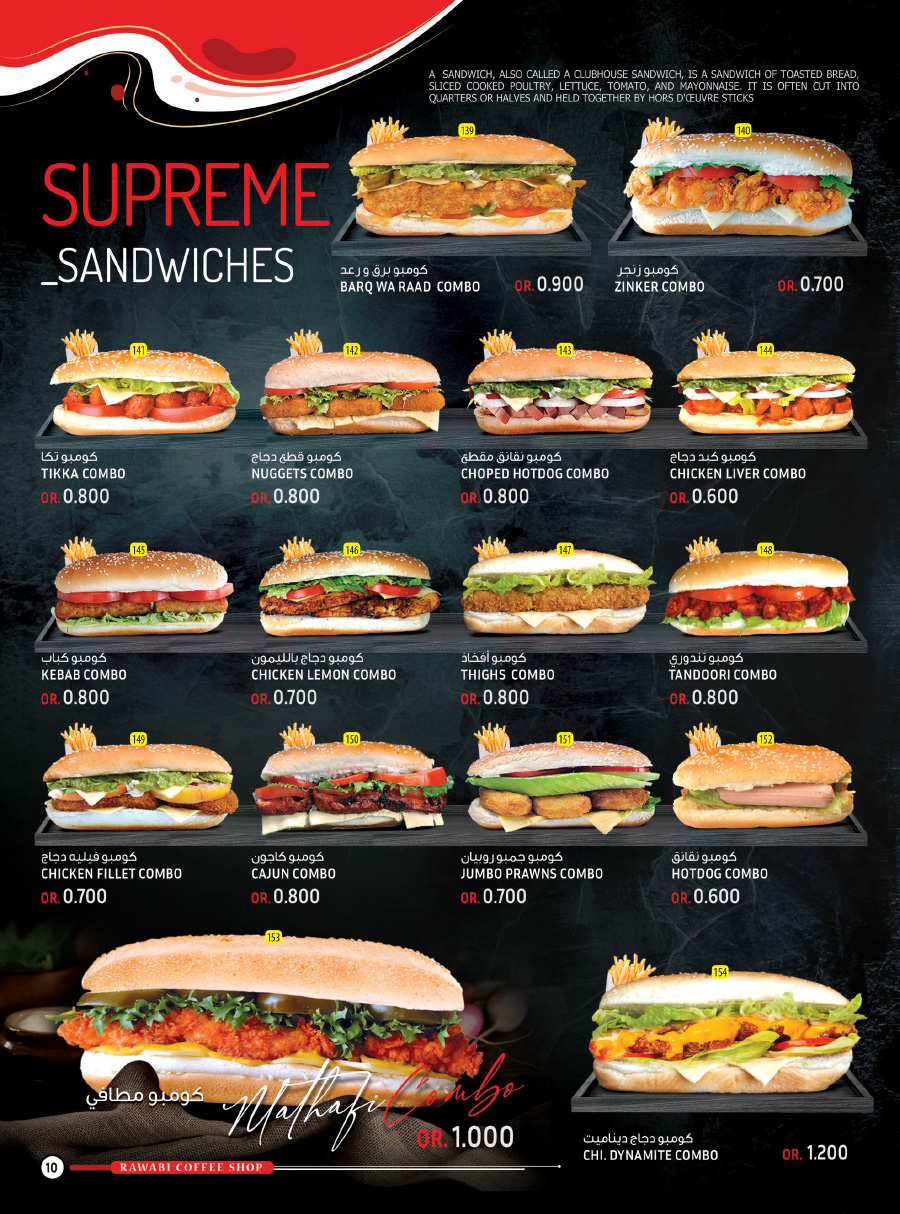 A SANDWICH, ALSO CALLED A CLUBHOUSE SANDWICH, IS A SANDWICH OF TOASTED BREAD,
SLICED COOKED POULTRY, LETTUCE, TOMATO, AND MAYONNAISE. IT IS OFTEN CUT INTO
QUARTERS OR HALVES AND HELD TOGETHER BY HORS D'ŒUVRE STICKS
SUPREME
_SANDWICHES
139
كومبو برق و رعد
BARQ WA RAAD COMBO OR. 0.900
140
كومبو زنجر
ZINKER COMBO OR. 0.700
141
كومبو تكا
TIKKA COMBO
OR. 0.800
142
كومبو قطع دجاج
NUGGETS COMBO
OR. 0.800
143
كومبو نقانق مقطع
CHOPED HOTDOG COMBO
OR. 0.800
144
كومبو كبد دجاج
CHICKEN LIVER COMBO
OR. 0.600
145
كومبو كباب
KEBAB COMBO
OR. 0.800
146
كومبو دجاج بالليمون
CHICKEN LEMON COMBO
OR. 0.700
147
كومبو أفخاذ
THIGHS COMBO
OR. 0.800
148
كومبو تندوري
TANDOORI COMBO
OR. 0.800
149
كومبو فيليه دجاج
CHICKEN FILLET COMBO
OR. 0.700
150
كومبو كاجون
CAJUN COMBO
OR. 0.800
151
كومبو جمبو روبيان
JUMBO PRAWNS COMBO
OR. 0.700
152
كومبو نقانق
HOTDOG COMBO
OR. 0.600
153
كومبو مطافي
Mathafi Combo
OR. 1.000
154
كومبو دجاج ديناميت
CHI. DYNAMITE COMBO OR. 1.200
10 RAWABI COFFEE SHOP